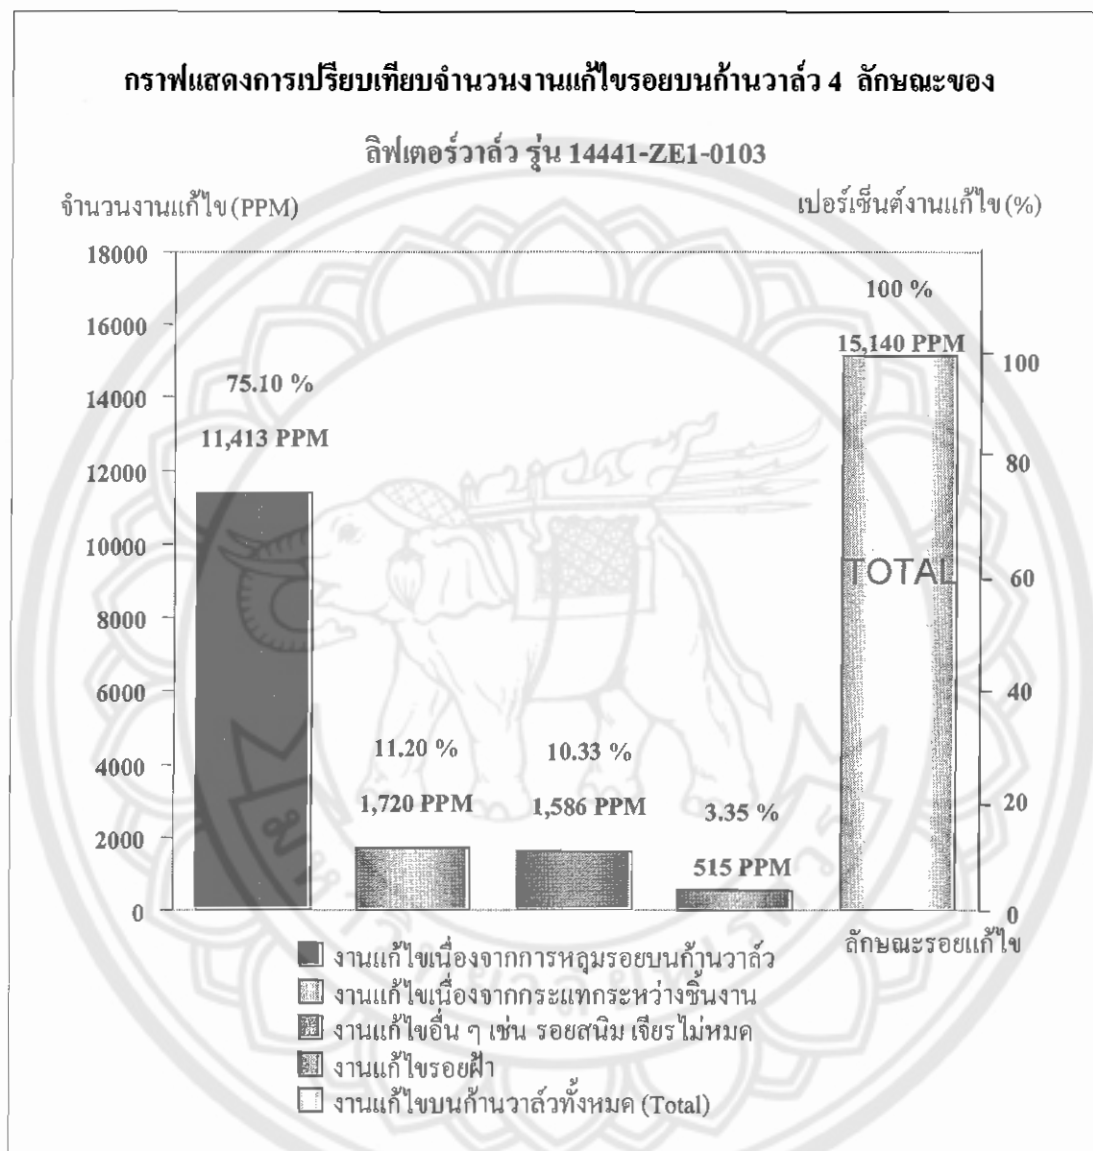 กราฟแสดงการเปรียบเทียบจำนวนงานแก้ไขรอยบนก้านวาล์ว 4 ลักษณะของ
ลิฟเตอร์วาล์ว รุ่น 14441-ZE1-0103
จำนวนงานแก้ไข (PPM)
เปอร์เซ็นต์งานแก้ไข (%)
18000
16000
14000
12000
10000
8000
6000
4000
2000
0
75.10 %
11,413 PPM
11.20 %
1,720 PPM
10.33 %
1,586 PPM
3.35 %
515 PPM
100 %
15,140 PPM
TOTAL
100
80
60
40
20
0
ลักษณะรอยแก้ไข
งานแก้ไขเนื่องจากการหลุมรอยบนก้านวาล์ว
งานแก้ไขเนื่องจากกระแทกระหว่างชิ้นงาน
งานแก้ไขอื่น ๆ เช่น รอยสนิม เจียรไม่หมด
งานแก้ไขรอยฝ้า
งานแก้ไขบนก้านวาล์วทั้งหมด (Total)